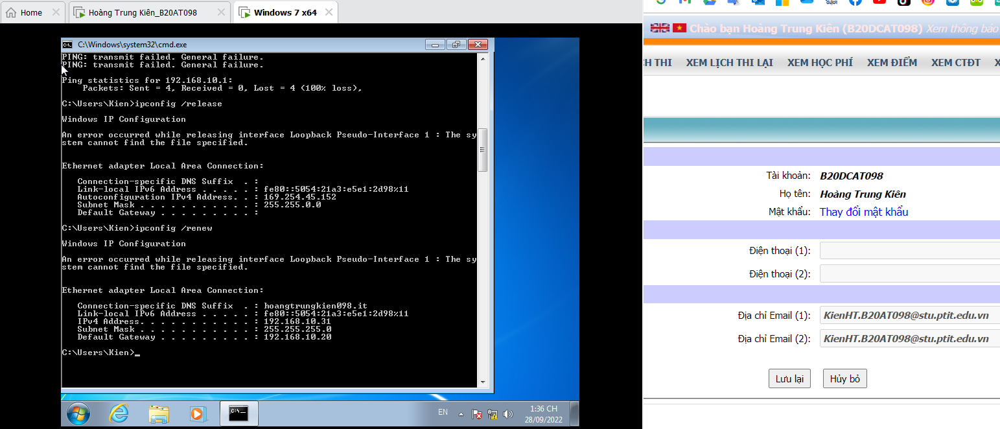 Home
Hoàng Trung Kiên_B20AT098
Windows 7 x64
C:\Windows\system32\cmd.exe
PING: transmit failed. General failure.
PING: transmit failed. General failure.
Ping statistics for 192.168.10.1:
Packets: Sent = 4, Received = 0, Lost = 4 (100% loss),
C:\Users\Kien>ipconfig /release
Windows IP Configuration
An error occurred while releasing interface Loopback Pseudo-Interface 1 : The sy
stem cannot find the file specified.
Ethernet adapter Local Area Connection:
Connection-specific DNS Suffix  . :
Link-local IPv6 Address . . . . . : fe80::5054:21a3:e5e1:2d98%11
Autoconfiguration IPv4 Address. . : 169.254.45.152
Subnet Mask . . . . . . . . . . . : 255.255.0.0
Default Gateway . . . . . . . . . :
C:\Users\Kien>ipconfig /renew
Windows IP Configuration
An error occurred while releasing interface Loopback Pseudo-Interface 1 : The sy
stem cannot find the file specified.
Ethernet adapter Local Area Connection:
Connection-specific DNS Suffix  . : hoangtrungkien098.it
Link-local IPv6 Address . . . . . : fe80::5054:21a3:e5e1:2d98%11
IPv4 Address. . . . . . . . . . . : 192.168.10.31
Subnet Mask . . . . . . . . . . . : 255.255.255.0
Default Gateway . . . . . . . . . : 192.168.10.20
C:\Users\Kien>_
EN
1:36 CH
28/09/2022
Chào bạn Hoàng Trung Kiên (B20DCAT098) Xem thông báo
CH THI XEM LỊCH THI LẠI XEM HỌC PHÍ XEM ĐIỂM XEM CTĐT X
Tài khoản: B20DCAT098
Họ tên: Hoàng Trung Kiên
Mật khẩu: Thay đổi mật khẩu
Điện thoại (1):
Điện thoại (2):
Địa chỉ Email (1): KienHT.B20AT098@stu.ptit.edu.vn
Địa chỉ Email (2): KienHT.B20AT098@stu.ptit.edu.vn
Lưu lại Hủy bỏ